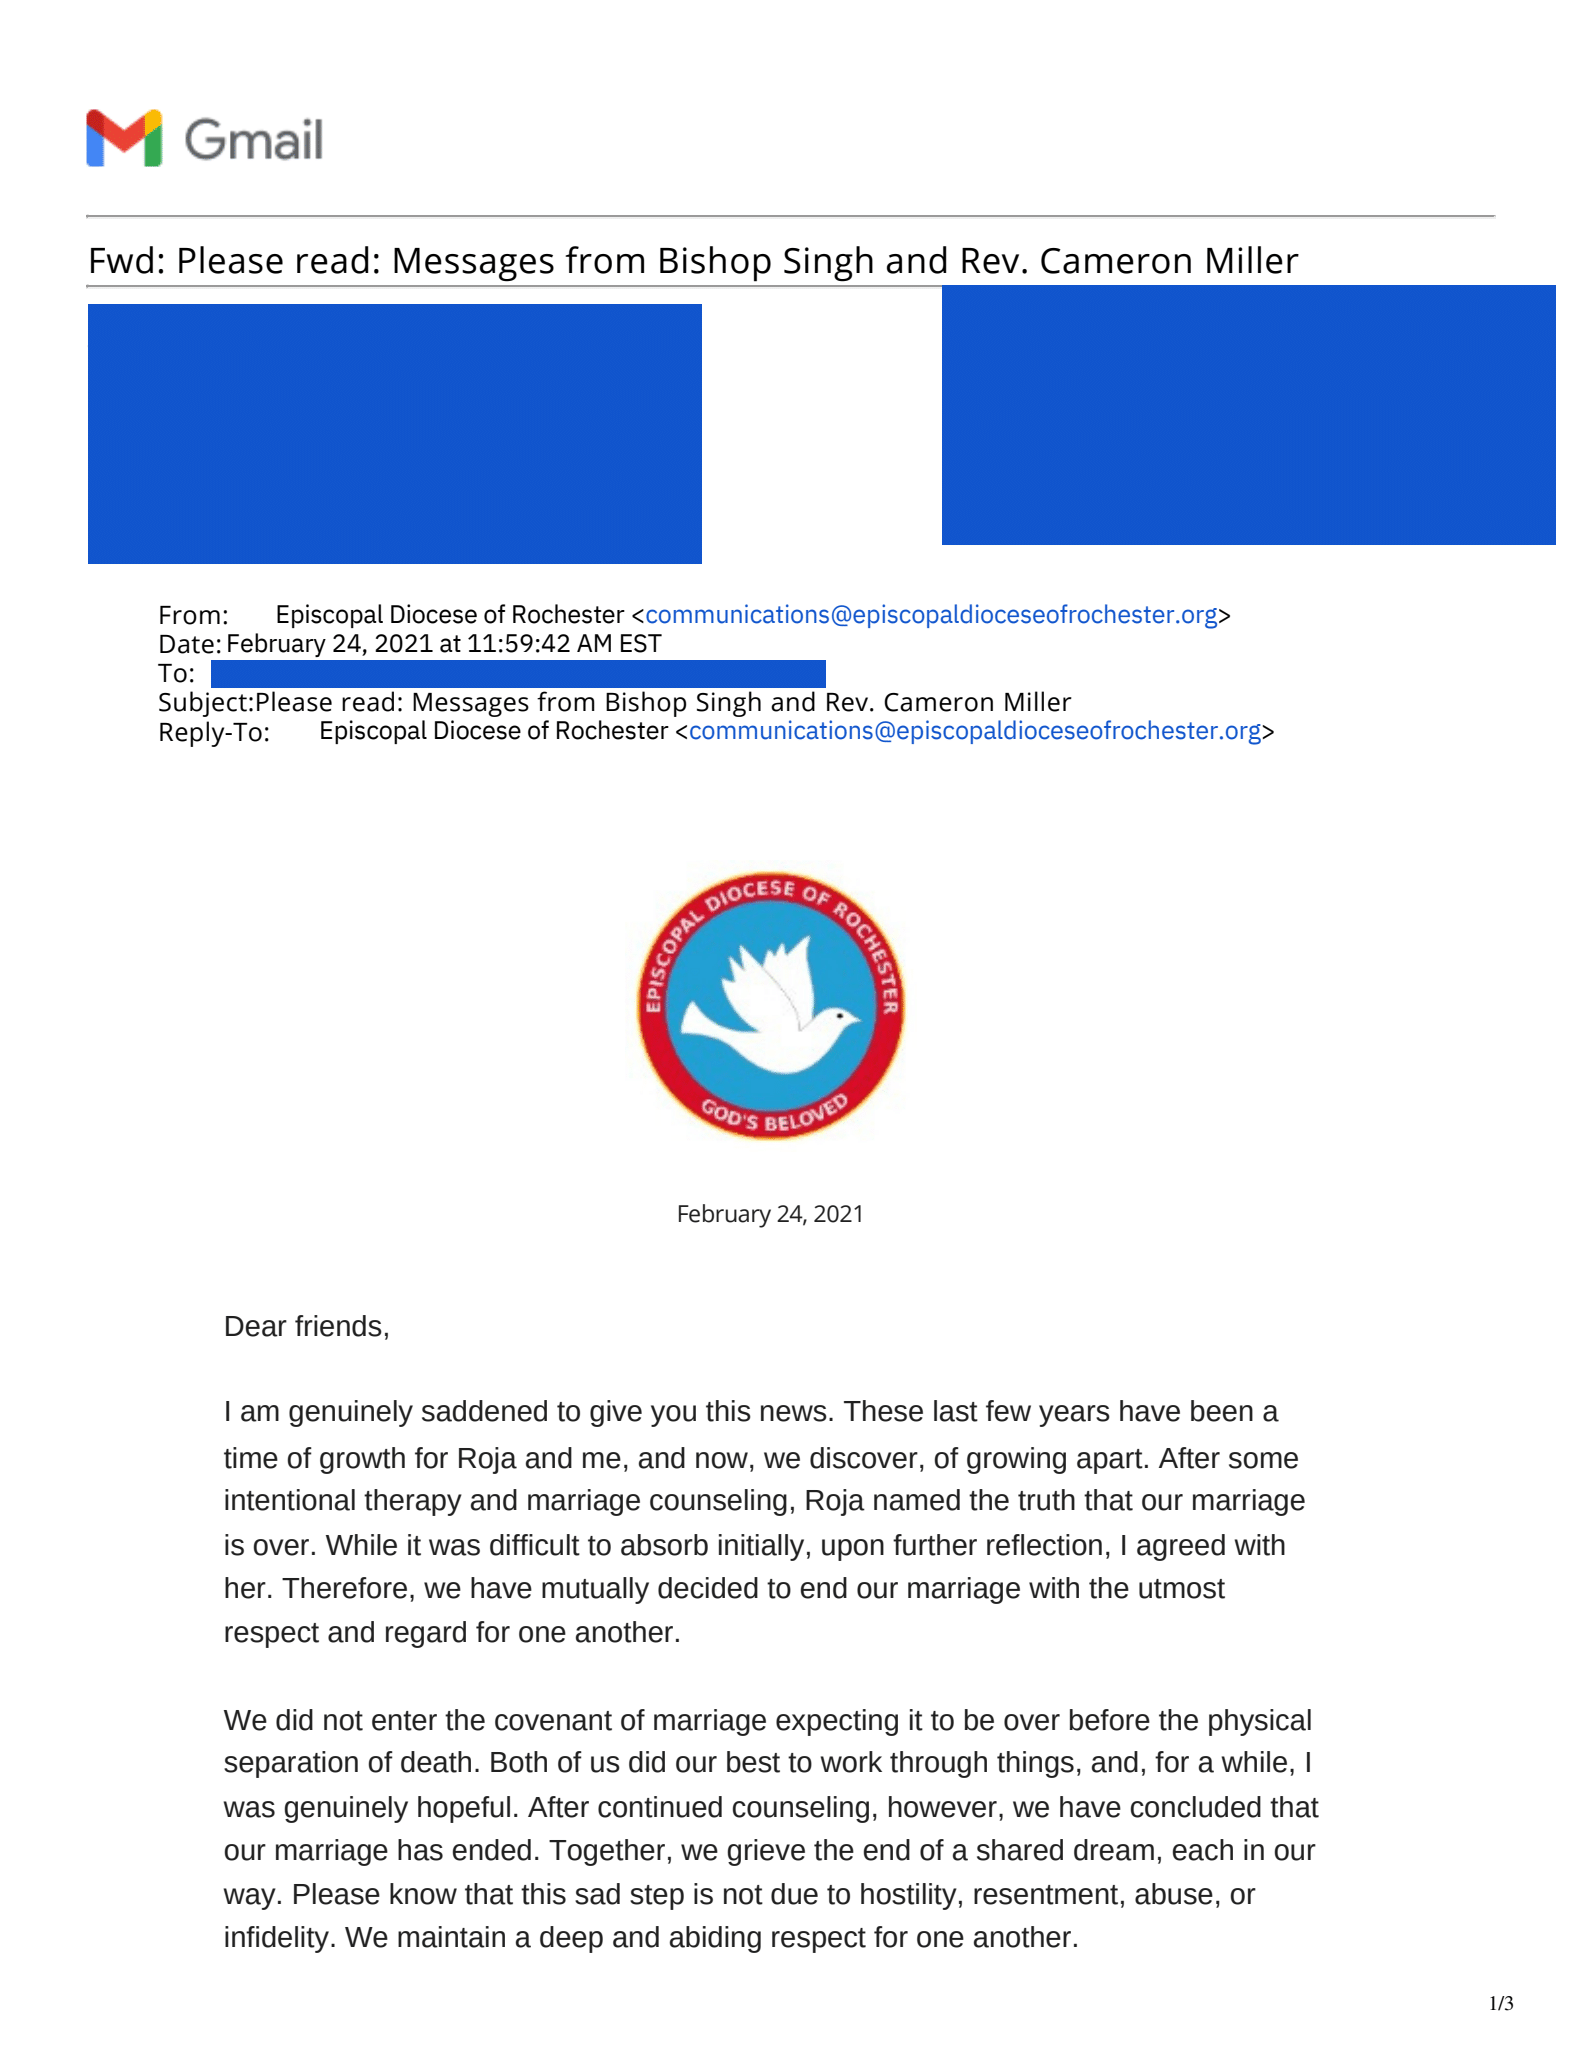 Gmail
Fwd: Please read: Messages from Bishop Singh and Rev. Cameron Miller
From: Episcopal Diocese of Rochester <communications@episcopaldioceseofrochester.org>
Date: February 24, 2021 at 11:59:42 AM EST
To:
Subject:Please read: Messages from Bishop Singh and Rev. Cameron Miller
Reply-To: Episcopal Diocese of Rochester <communications@episcopaldioceseofrochester.org>
EPISCOPAL DIOCESE OF ROCHESTER
GOD'S BELOVED
February 24, 2021
Dear friends,
I am genuinely saddened to give you this news. These last few years have been a
time of growth for Roja and me, and now, we discover, of growing apart. After some
intentional therapy and marriage counseling, Roja named the truth that our marriage
is over. While it was difficult to absorb initially, upon further reflection, I agreed with
her. Therefore, we have mutually decided to end our marriage with the utmost
respect and regard for one another.
We did not enter the covenant of marriage expecting it to be over before the physical
separation of death. Both of us did our best to work through things, and, for a while, I
was genuinely hopeful. After continued counseling, however, we have concluded that
our marriage has ended. Together, we grieve the end of a shared dream, each in our
way. Please know that this sad step is not due to hostility, resentment, abuse, or
infidelity. We maintain a deep and abiding respect for one another.
1/3